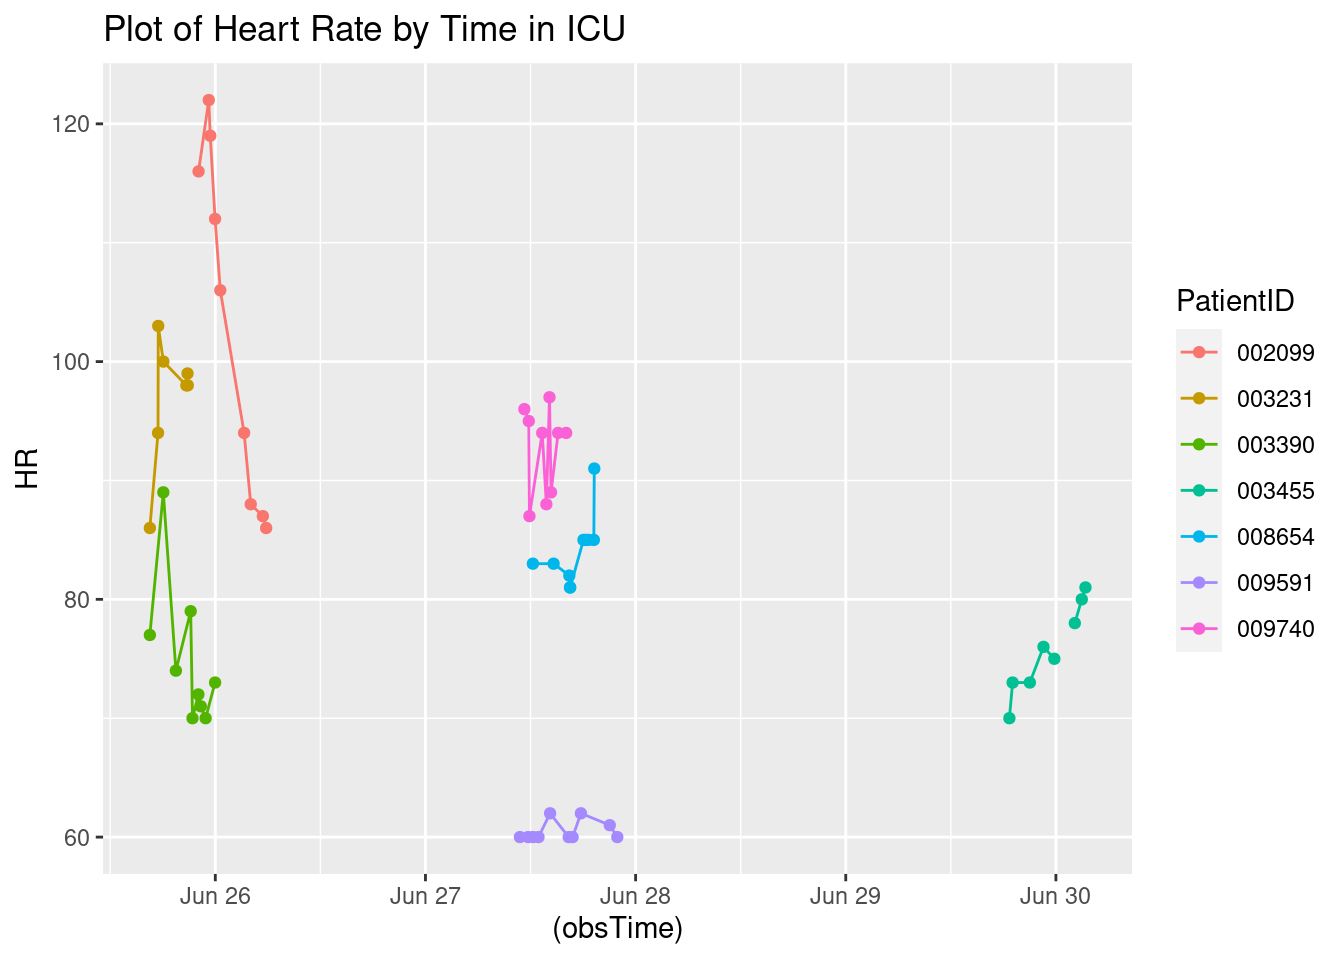 Plot of Heart Rate by Time in ICU
120
100
80
60
HR
Jun 26
Jun 27
Jun 28
Jun 29
Jun 30
(obsTime)
PatientID
002099
003231
003390
003455
008654
009591
009740